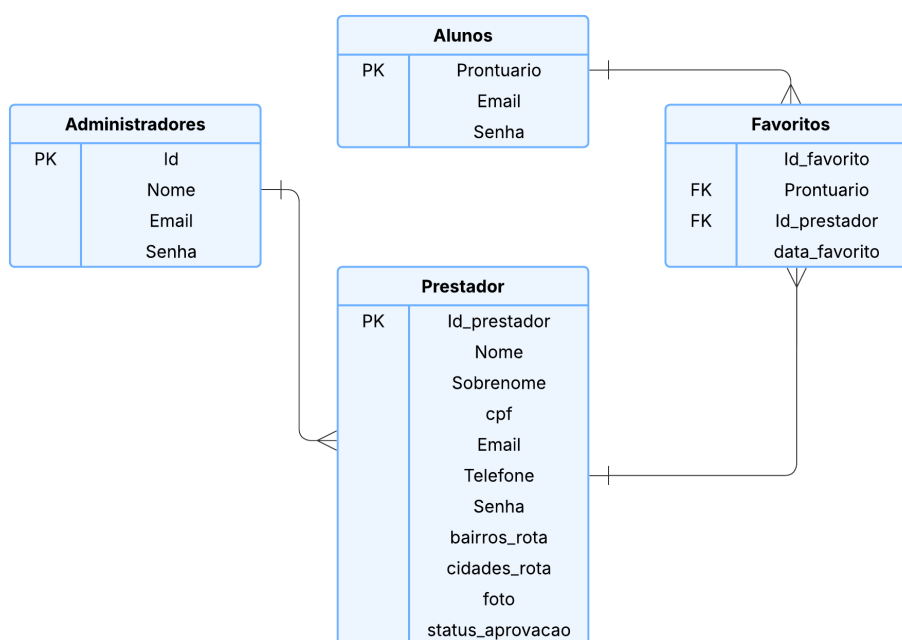 Alunos
PK Prontuario
Email
Senha
Administradores
PK Id
Nome
Email
Senha
Favoritos
Id_favorito
FK Prontuario
FK Id_prestador
data_favorito
Prestador
PK Id_prestador
Nome
Sobrenome
cpf
Email
Telefone
Senha
bairros_rota
cidades_rota
foto
status_aprovacao